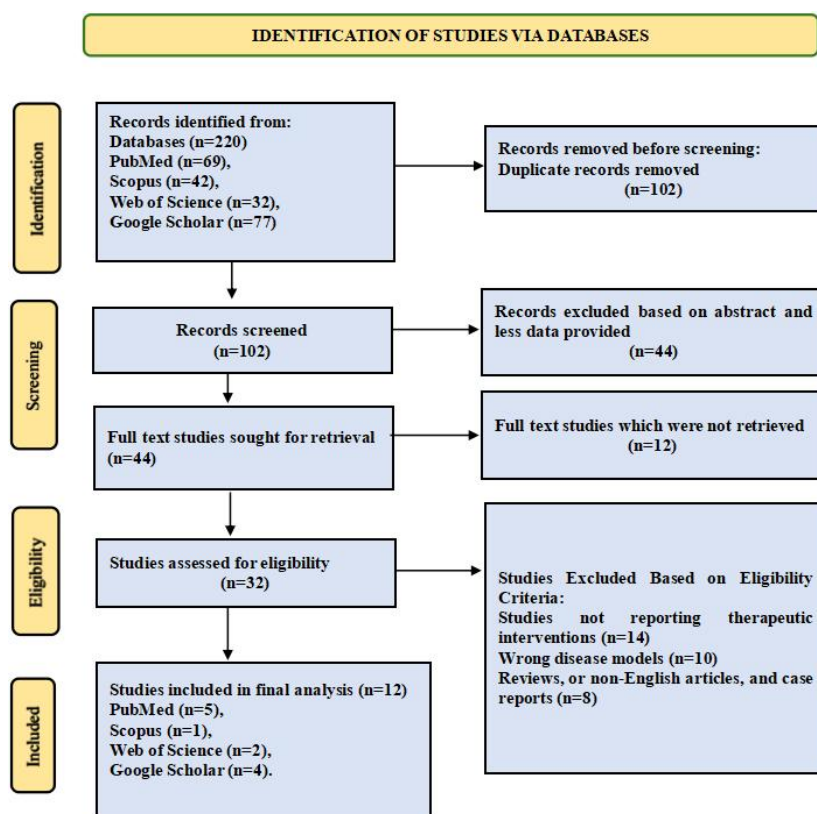 IDENTIFICATION OF STUDIES VIA DATABASES
Identification
Records identified from:
Databases (n=220)
PubMed (n=69),
Scopus (n=42),
Web of Science (n=32),
Google Scholar (n=77)
Records removed before screening:
Duplicate records removed
(n=102)
Screening
Records screened
(n=102)
Records excluded based on abstract and
less data provided
(n=44)
Full text studies sought for retrieval
(n=44)
Full text studies which were not retrieved
(n=12)
Eligibility
Studies assessed for eligibility
(n=32)
Studies Excluded Based on Eligibility
Criteria:
Studies not reporting therapeutic
interventions (n=14)
Wrong disease models (n=10)
Reviews, or non-English articles, and case
reports (n=8)
Included
Studies included in final analysis (n=12)
PubMed (n=5),
Scopus (n=1),
Web of Science (n=2),
Google Scholar (n=4).